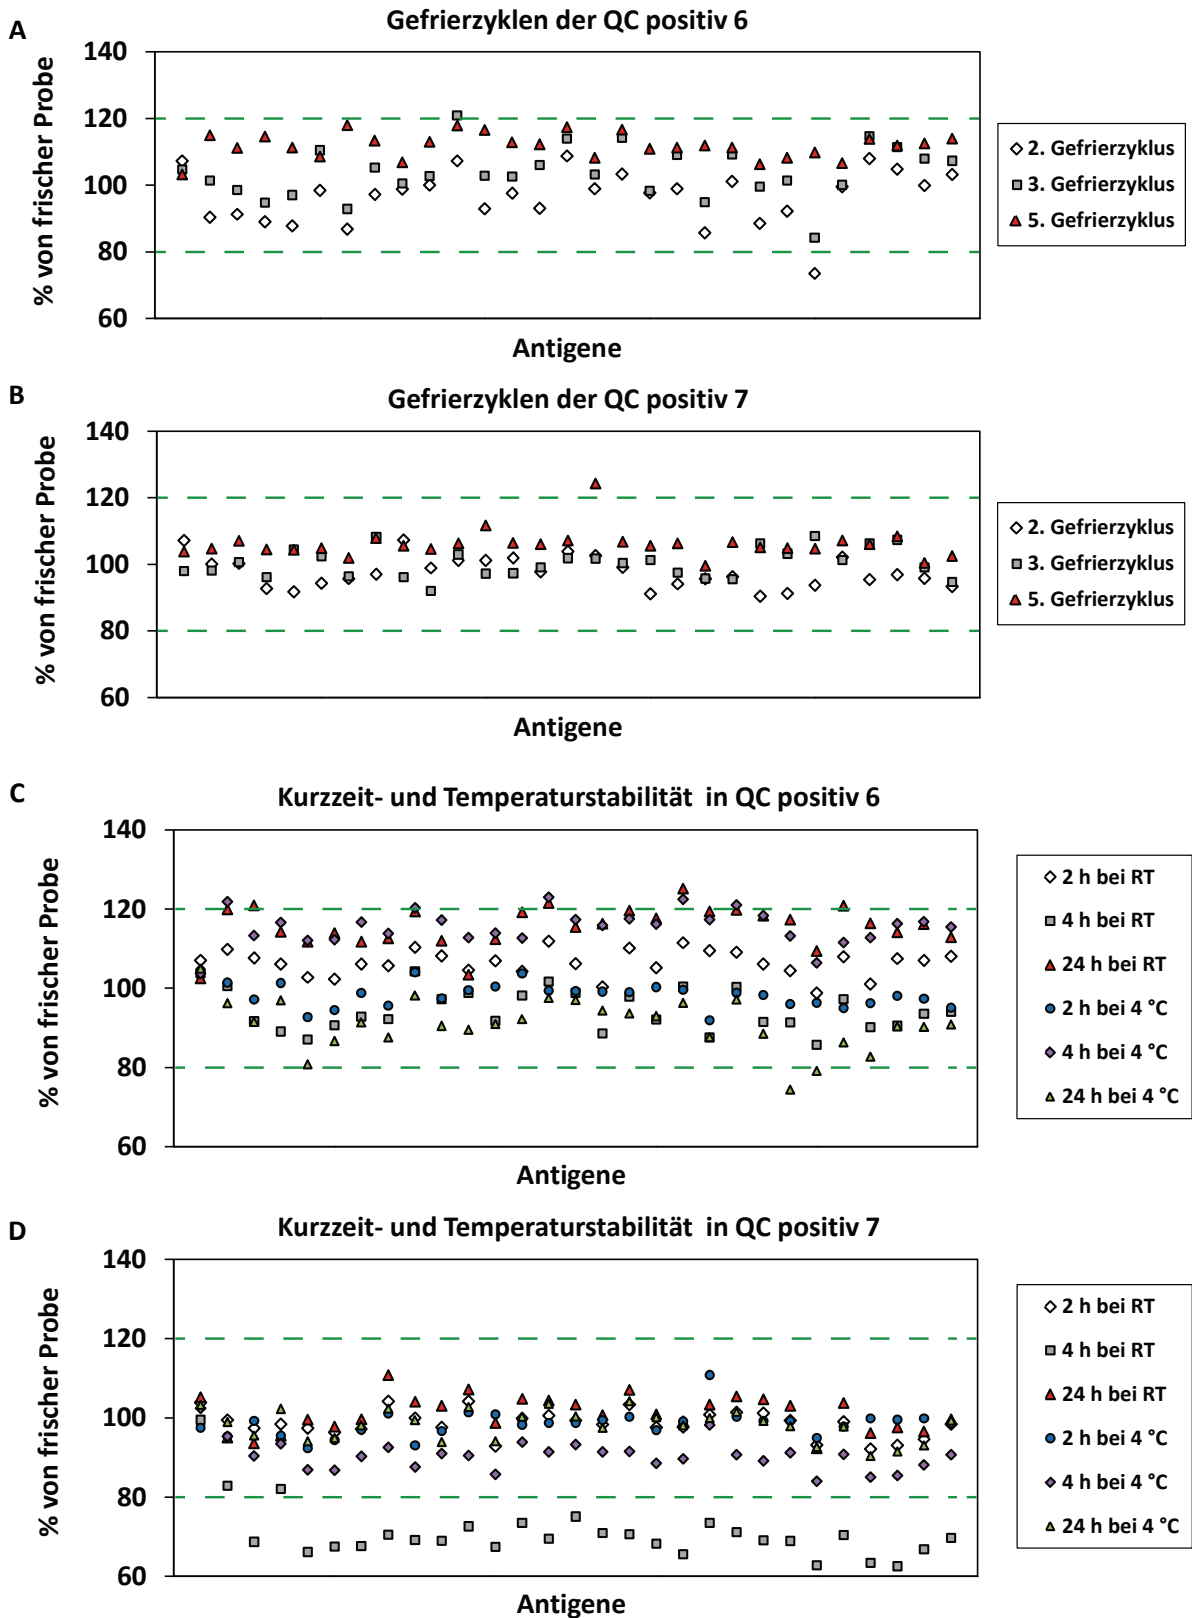 A
Gefrierzyklen der QC positiv 6
% von frischer Probe
140
120
100
80
60
Antigene
2. Gefrierzyklus
3. Gefrierzyklus
5. Gefrierzyklus
B
Gefrierzyklen der QC positiv 7
% von frischer Probe
140
120
100
80
60
Antigene
2. Gefrierzyklus
3. Gefrierzyklus
5. Gefrierzyklus
C
Kurzzeit- und Temperaturstabilität in QC positiv 6
% von frischer Probe
140
120
100
80
60
Antigene
2 h bei RT
4 h bei RT
24 h bei RT
2 h bei 4 °C
4 h bei 4 °C
24 h bei 4 °C
D
Kurzzeit- und Temperaturstabilität in QC positiv 7
% von frischer Probe
140
120
100
80
60
Antigene
2 h bei RT
4 h bei RT
24 h bei RT
2 h bei 4 °C
4 h bei 4 °C
24 h bei 4 °C